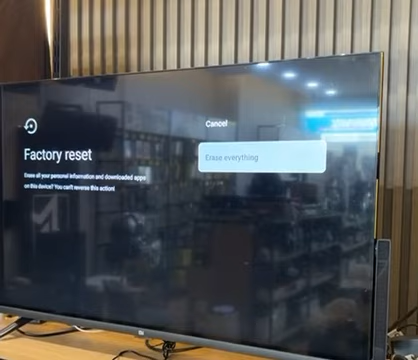 Cancel
Factory reset
Erase everything
Erase all your personal information and downloaded apps
on this device? You can't reverse this action!
mi